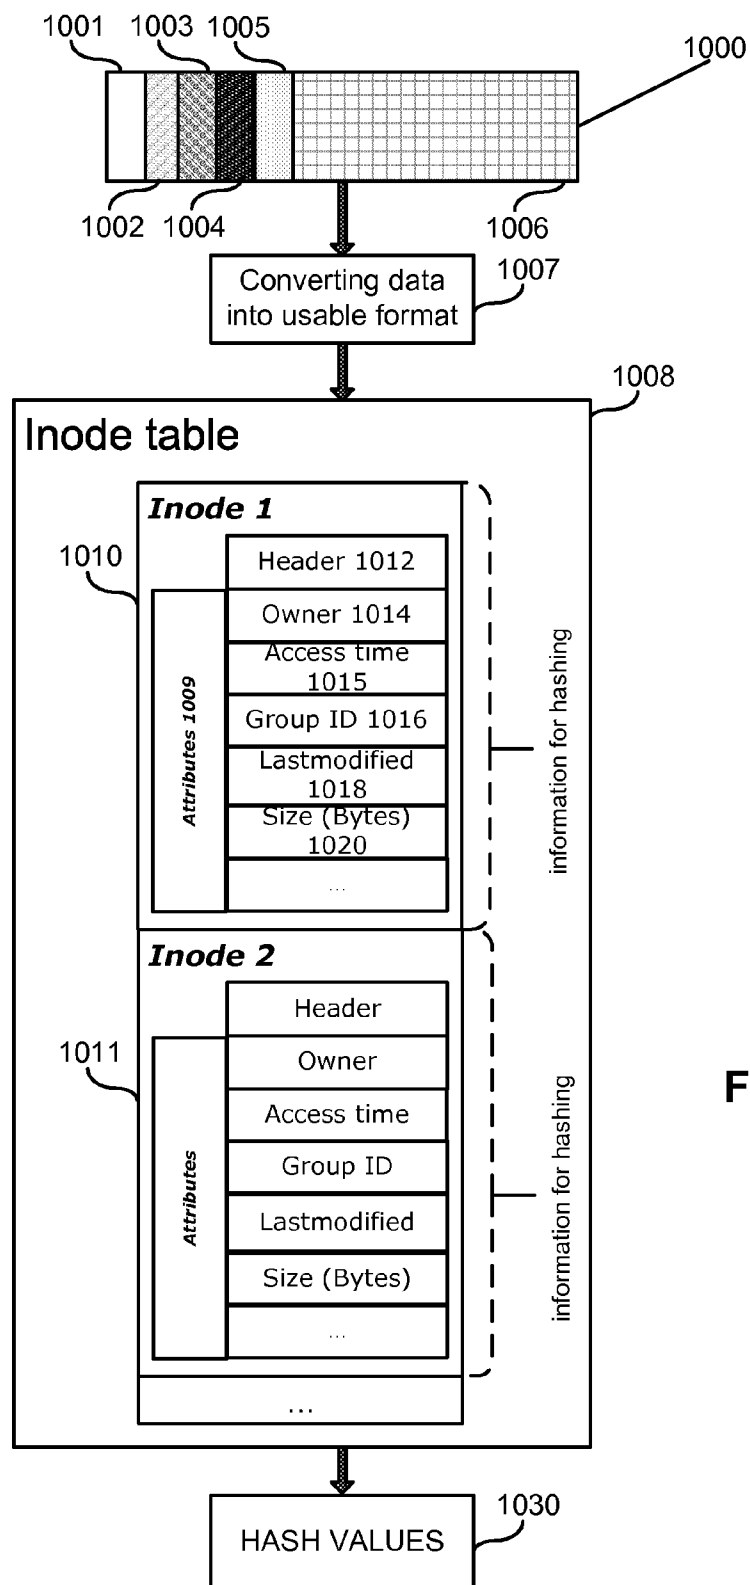 1001 1003 1005
1000
1002 1004 1006
Converting data
into usable format
1007
1008
Inode table
Inode 1
1010
Header 1012
Owner 1014
Access time
1015
Group ID 1016
Lastmodified
1018
Size (Bytes)
1020
...
Attributes 1009
information for hashing
Inode 2
1011
Header
Owner
Access time
Group ID
Lastmodified
Size (Bytes)
...
Attributes
information for hashing
...
F
HASH VALUES
1030